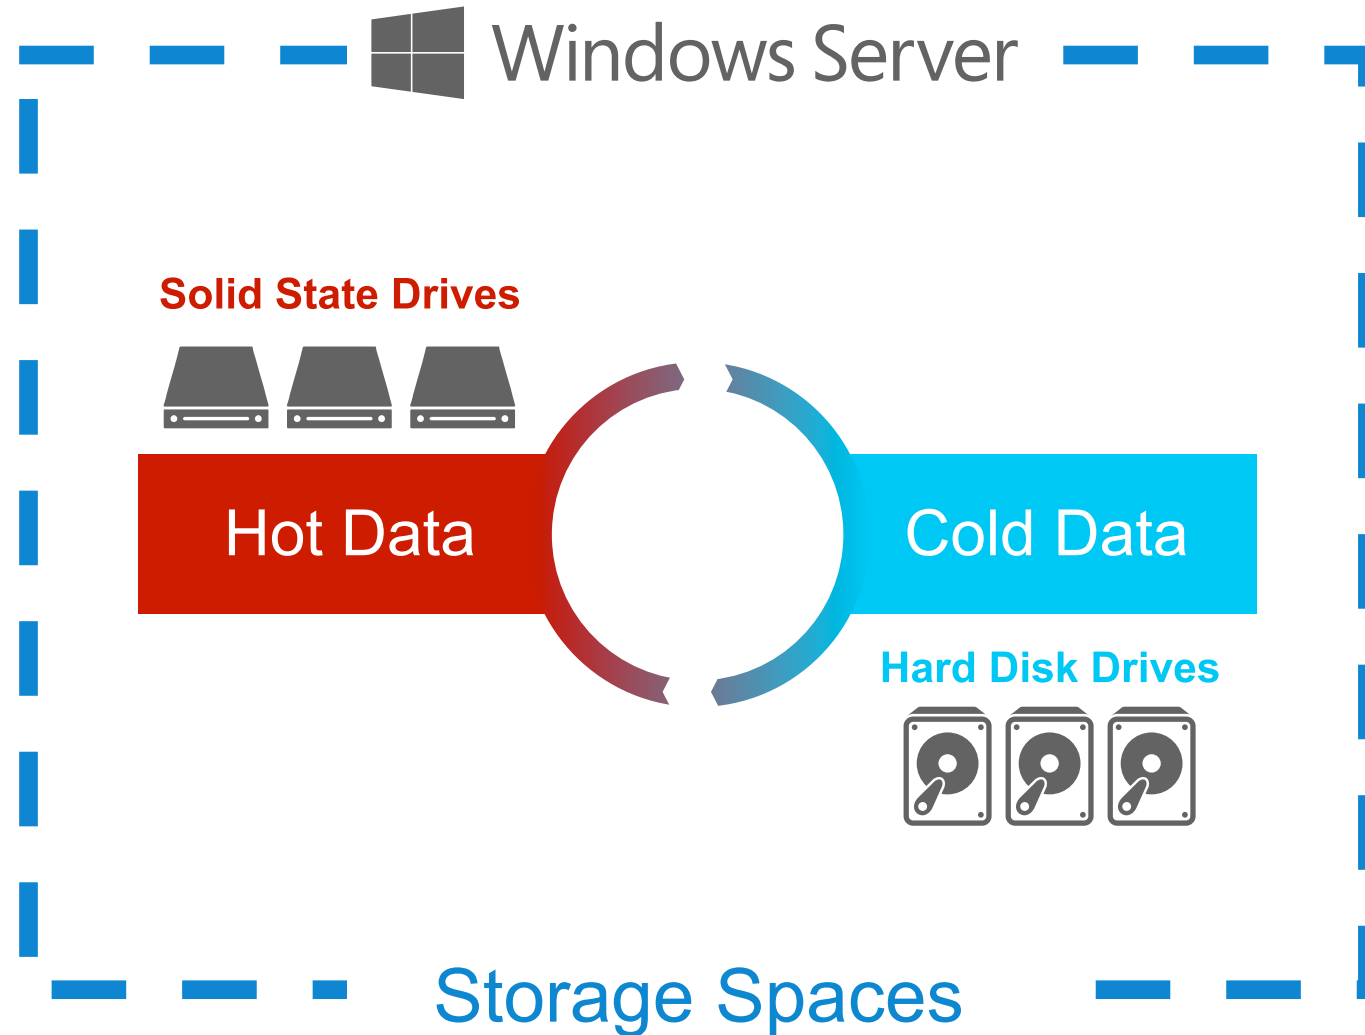 Windows Server
Solid State Drives
Hot Data
Cold Data
Hard Disk Drives
Storage Spaces